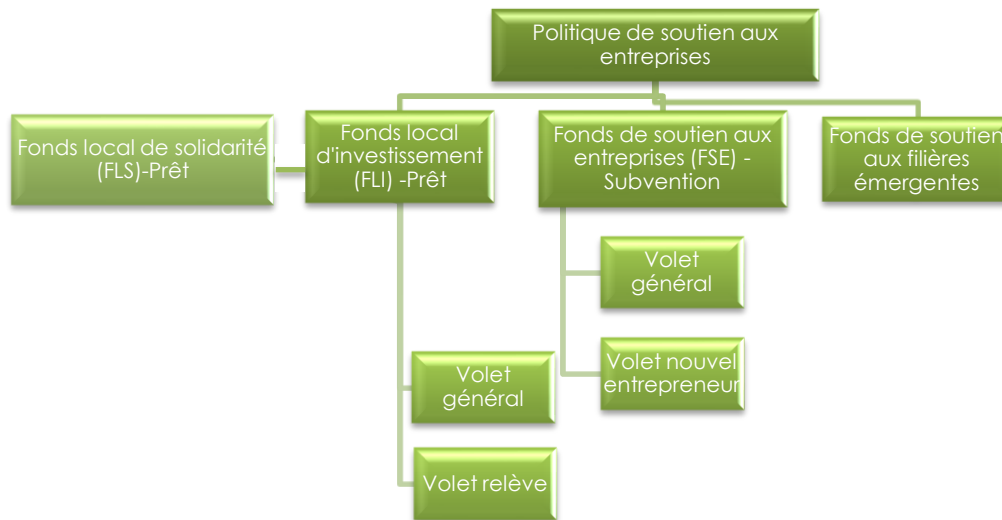 Politique de soutien aux
entreprises
Fonds local de solidarité
(FLS)-Prêt
Fonds local
d'investissement
(FLI) -Prêt
Fonds de soutien aux
entreprises (FSE) -
Subvention
Fonds de soutien
aux filières
émergentes
Volet
général
Volet nouvel
entrepreneur
Volet
général
Volet relève